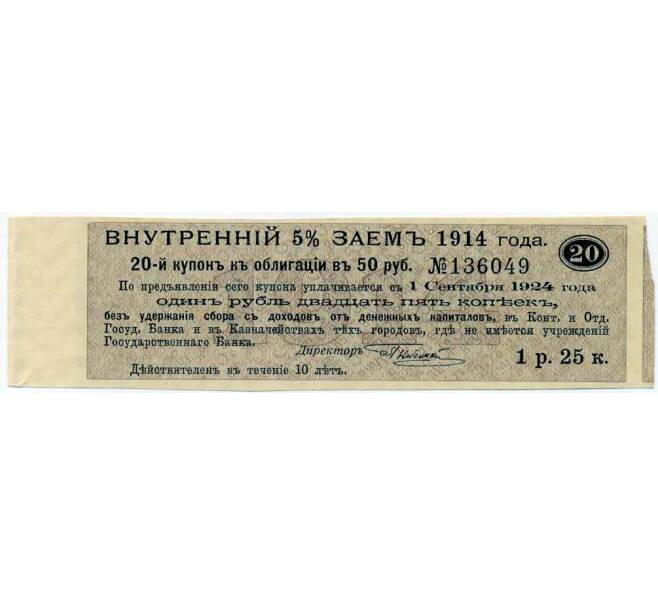 ВНУТРЕННІЙ 5% ЗАЕМЪ 1914 года.
20
20-й купонъ къ облигаціи въ 50 руб. №136049
По предъявленіи сего купона уплачивается съ 1 Сентября 1924 года
одинъ рубль двадцать пять копѣекъ,
безъ удержанія сбора съ доходовъ отъ денежныхъ капиталовъ, въ Конт. и Отд.
Госуд. Банка и въ Казначействахъ тѣхъ городовъ, гдѣ не имѣется учрежденій
Государственнаго Банка.
Директоръ
1 р. 25 к.
Дѣйствителенъ въ теченіе 10 лѣтъ.